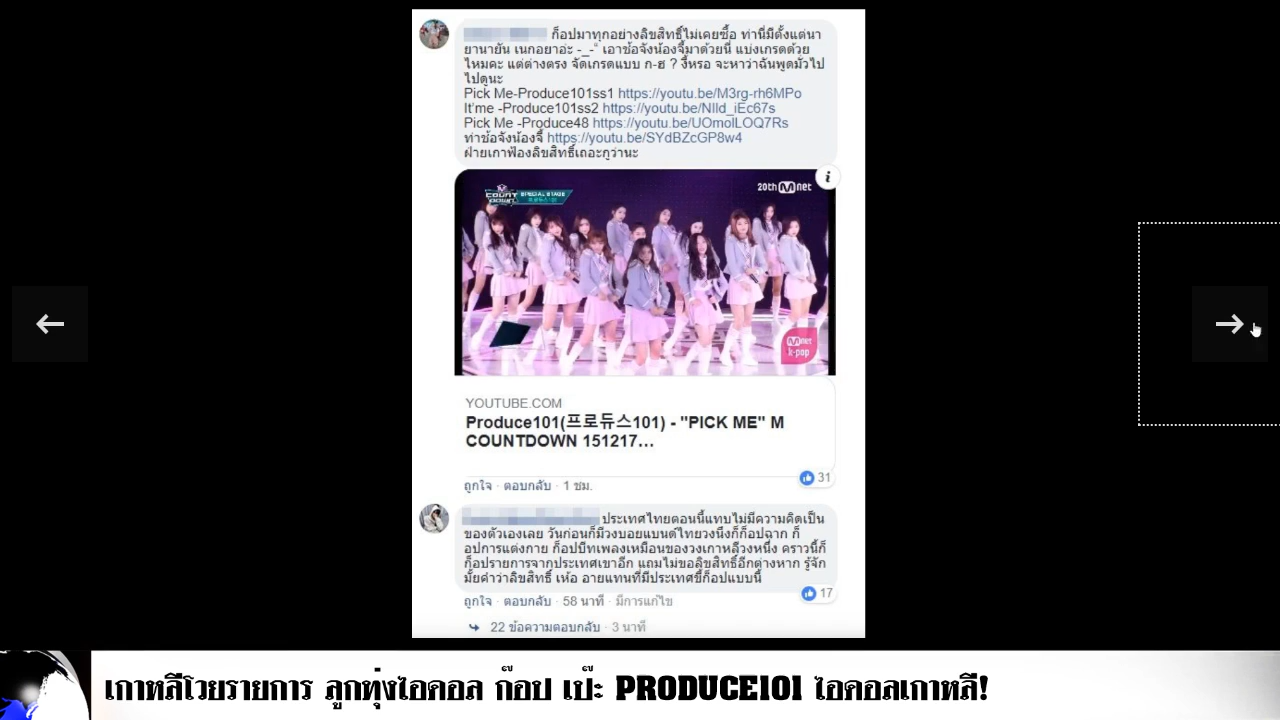 ก็อปมาทุกอย่างลิขสิทธิ์ไม่เคยซื้อ ท่านี่มีตั้งแต่นา
ยานายัน เนกอยาอ่ะ -_-“ เอาช้อจังน้องจี้มาด้วยนี่ แบ่งเกรดด้วย
ไหมคะ แต่ต่างตรง จัดเกรดแบบ ก-ฮ ? งี้หรอ จะหาว่าฉันพูดมั่วไป
ไปดูนะ
Pick Me-Produce101ss1 https://youtu.be/M3rg-rh6MPo
It'me -Produce101ss2 https://youtu.be/NIld_iEc67s
Pick Me -Produce48 https://youtu.be/UOmolLOQ7Rs
ท่าช้อจังน้องจี้ https://youtu.be/SYdBZcGP8w4
ฝ่ายเกาฟ้องลิขสิทธิ์เถอะกูว่านะ
COUNT DOWN SPECIAL STAGE
20th Mnet
Mnet
k-pop
YOUTUBE.COM
Produce101(프로듀스101) - "PICK ME" M
COUNTDOWN 151217…
31
ถูกใจ · ตอบกลับ · 1 ชม.
ประเทศไทยตอนนี้แทบไม่มีความคิดเป็น
ของตัวเองเลย วันก่อนก็มีวงบอยแบนด์ไทยวงนึงก็ก็อปฉาก ก็
อปการแต่งกาย ก็อปบีทเพลงเหมือนของวงเกาหลีวงหนึ่ง คราวนี้ก็
ก็อปรายการจากประเทศเขาอีก แถมไม่ขอลิขสิทธิ์อีกต่างหาก รู้จัก
มั้ยคำว่าลิขสิทธิ์ เห้อ อายแทนที่มีประเทศขี้ก็อปแบบนี้
17
ถูกใจ · ตอบกลับ · 58 นาที · มีการแก้ไข
22 ข้อความตอบกลับ · 3 นาที
เกาหลีโวยรายการ ลูกทุ่งไอดอล ก๊อป เป๊ะ PRODUCE101 ไอดอลเกาหลี!